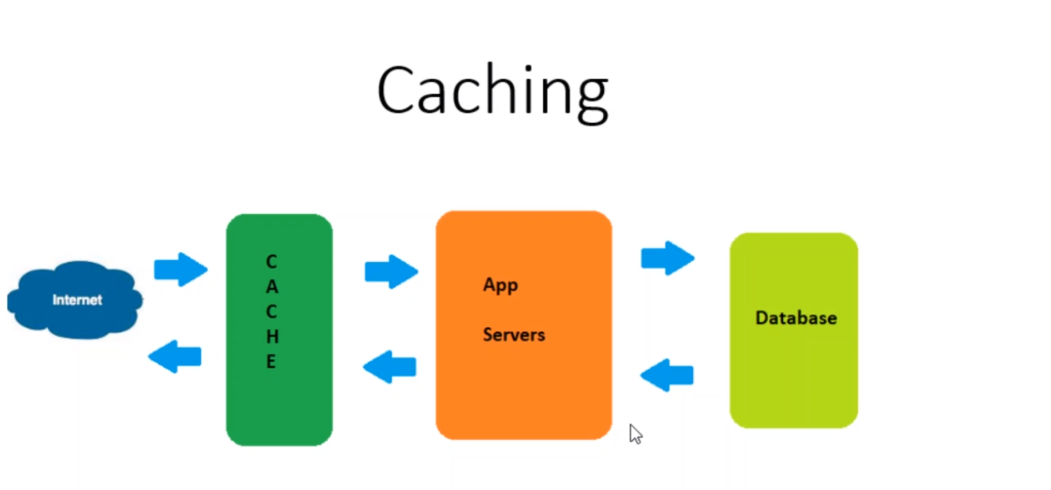 Caching
Internet
C
A
C
H
E
App
Servers
Database